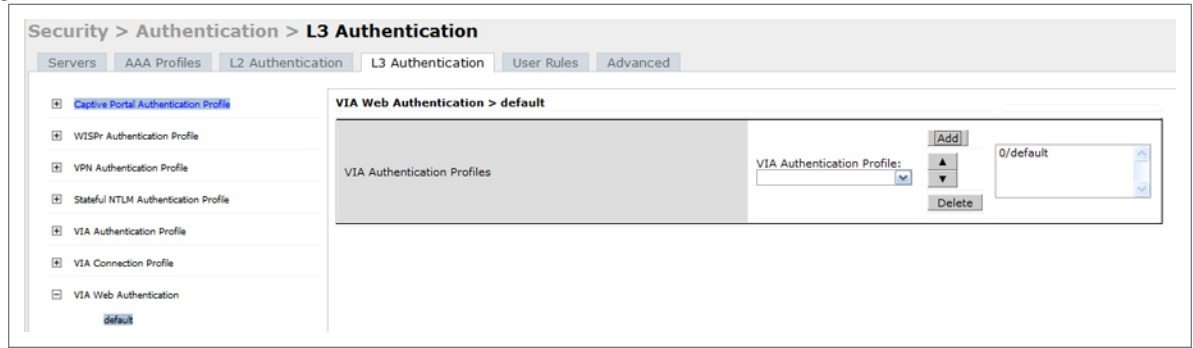 Security > Authentication > L3 Authentication
Servers AAA Profiles L2 Authentication L3 Authentication User Rules Advanced
Captive Portal Authentication Profile
WISPr Authentication Profile
VPN Authentication Profile
Stateful NTLM Authentication Profile
VIA Authentication Profile
VIA Connection Profile
VIA Web Authentication
default
VIA Web Authentication > default
VIA Authentication Profiles
VIA Authentication Profile:
Add
Delete
0/default